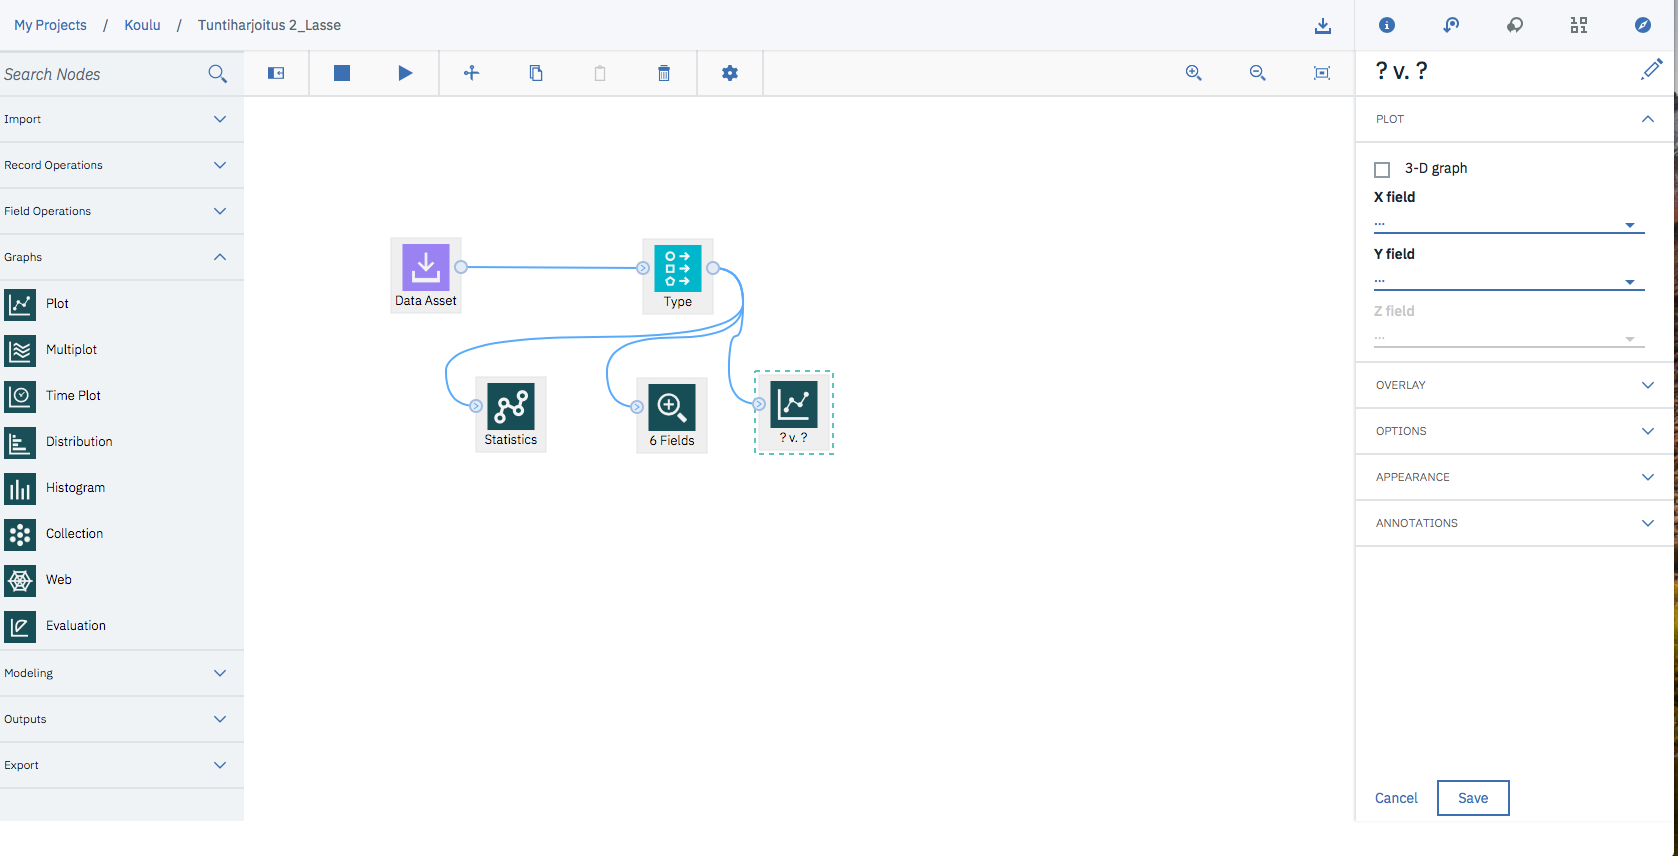 My Projects / Koulu / Tuntiharjoitus 2_Lasse
Search Nodes
Import
Record Operations
Field Operations
Graphs
Plot
Multiplot
Time Plot
Distribution
Histogram
Collection
Web
Evaluation
Modeling
Outputs
Export
Data Asset
Type
Statistics
6 Fields
? v. ?
? v. ?
PLOT
3-D graph
X field
...
Y field
...
Z field
...
OVERLAY
OPTIONS
APPEARANCE
ANNOTATIONS
Cancel
Save